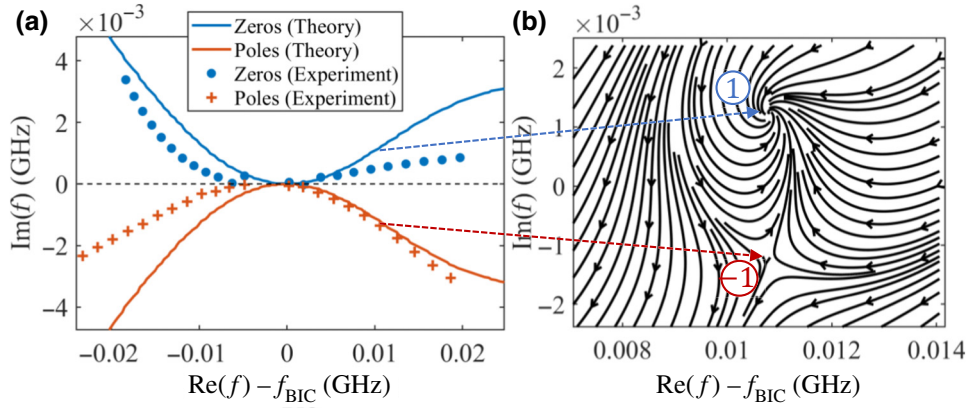 (a)
×10⁻³
Zeros (Theory)
Poles (Theory)
Zeros (Experiment)
Poles (Experiment)
4
2
0
−2
−4
Im(f) (GHz)
−0.02
−0.01
0
0.01
0.02
Re(f) – f_BIC (GHz)
(b)
×10⁻³
2
1
0
−1
−2
Im(f) (GHz)
1
−1
0.008
0.01
0.012
0.014
Re(f) – f_BIC (GHz)